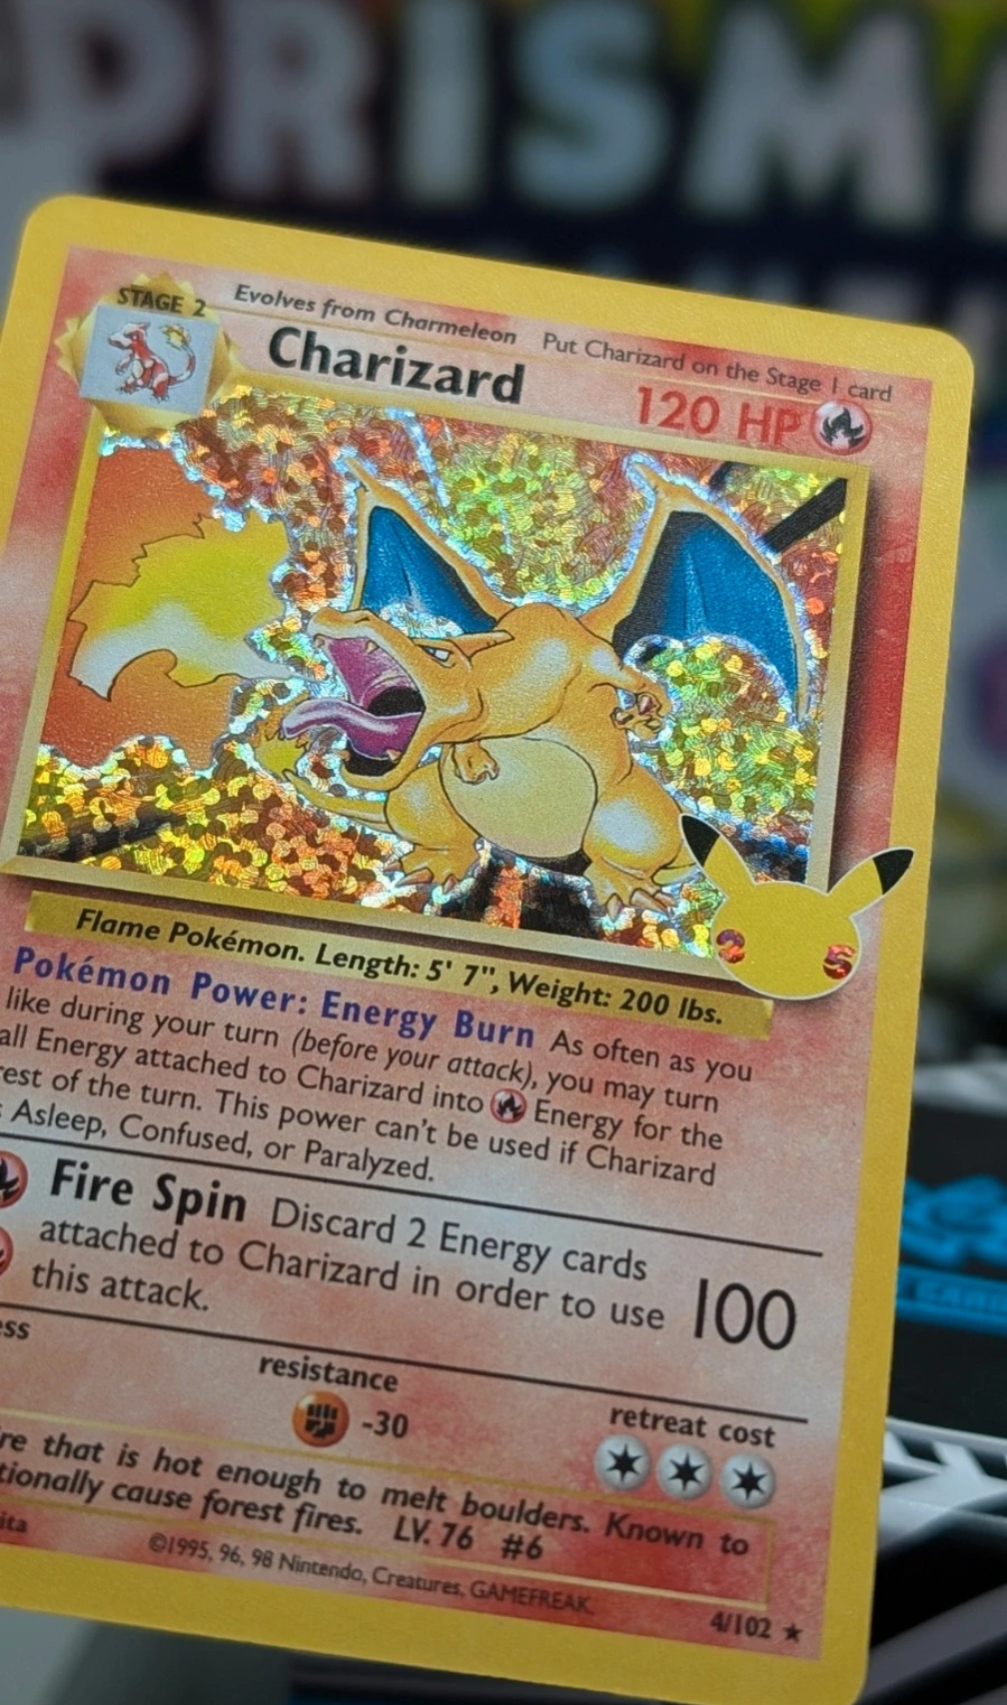 PRISM
STAGE 2
Evolves from Charmeleon Put Charizard on the Stage 1 card
Charizard
120 HP
Flame Pokémon. Length: 5' 7", Weight: 200 lbs.
Pokémon Power: Energy Burn As often as you
like during your turn (before your attack), you may turn
all Energy attached to Charizard into Energy for the
rest of the turn. This power can't be used if Charizard
Asleep, Confused, or Paralyzed.
Fire Spin Discard 2 Energy cards
attached to Charizard in order to use
this attack.
100
ess
resistance
-30
retreat cost
re that is hot enough to melt boulders. Known to
tionally cause forest fires. LV. 76 #6
ita
©1995, 96, 98 Nintendo, Creatures, GAMEFREAK.
4/102 ★
25